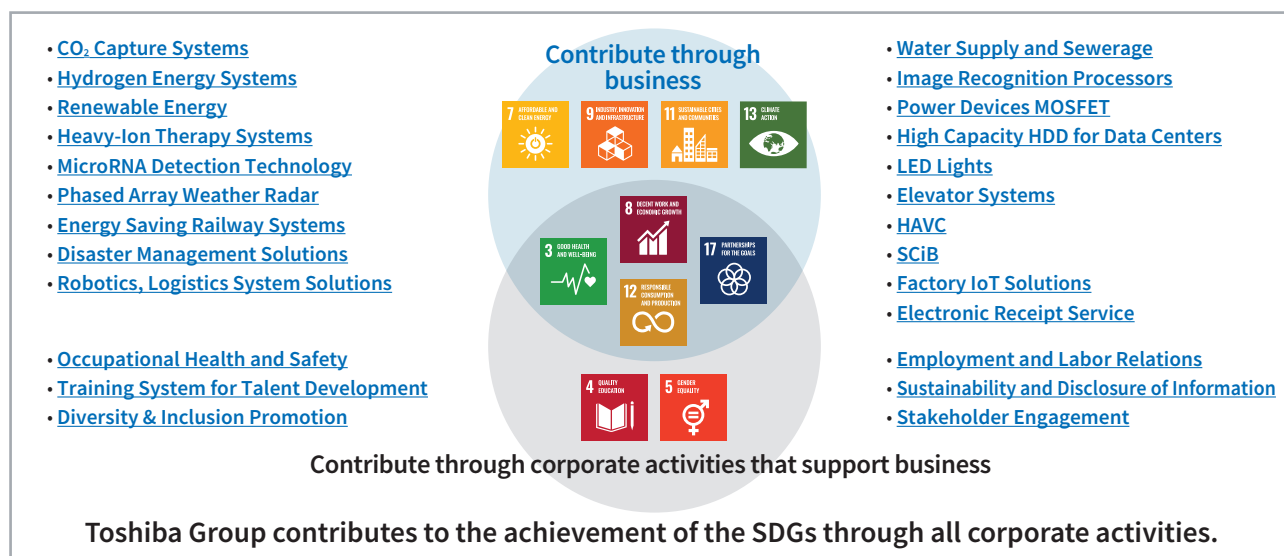 • CO₂ Capture Systems
• Hydrogen Energy Systems
• Renewable Energy
• Heavy-Ion Therapy Systems
• MicroRNA Detection Technology
• Phased Array Weather Radar
• Energy Saving Railway Systems
• Disaster Management Solutions
• Robotics, Logistics System Solutions
• Occupational Health and Safety
• Training System for Talent Development
• Diversity & Inclusion Promotion
Contribute through
business
7 AFFORDABLE AND
CLEAN ENERGY
9 INDUSTRY, INNOVATION
AND INFRASTRUCTURE
11 SUSTAINABLE CITIES
AND COMMUNITIES
13 CLIMATE
ACTION
8 DECENT WORK AND
ECONOMIC GROWTH
3 GOOD HEALTH
AND WELL-BEING
17 PARTNERSHIPS
FOR THE GOALS
12 RESPONSIBLE
CONSUMPTION
AND PRODUCTION
4 QUALITY
EDUCATION
5 GENDER
EQUALITY
• Water Supply and Sewerage
• Image Recognition Processors
• Power Devices MOSFET
• High Capacity HDD for Data Centers
• LED Lights
• Elevator Systems
• HAVC
• SCiB
• Factory IoT Solutions
• Electronic Receipt Service
• Employment and Labor Relations
• Sustainability and Disclosure of Information
• Stakeholder Engagement
Contribute through corporate activities that support business
Toshiba Group contributes to the achievement of the SDGs through all corporate activities.